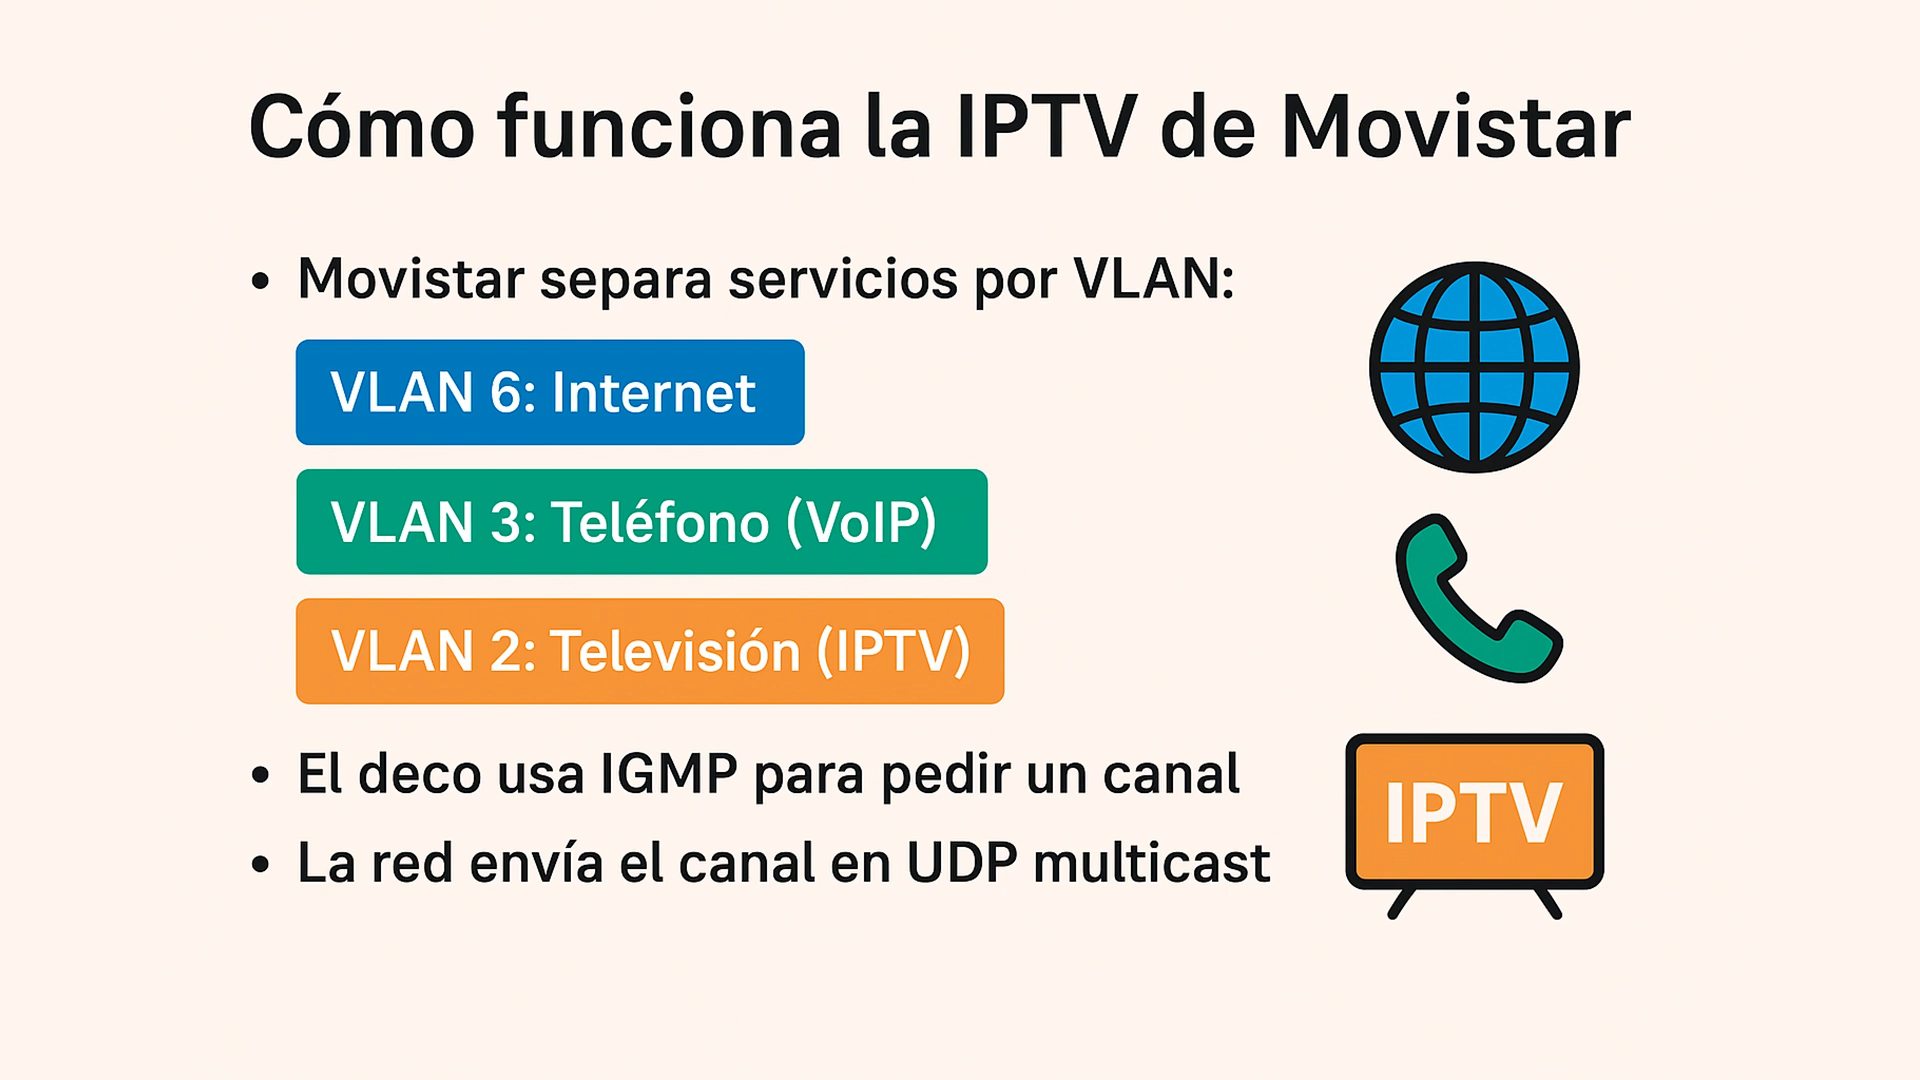 Cómo funciona la IPTV de Movistar
• Movistar separa servicios por VLAN:
VLAN 6: Internet
VLAN 3: Teléfono (VoIP)
VLAN 2: Televisión (IPTV)
• El deco usa IGMP para pedir un canal
• La red envía el canal en UDP multicast
IPTV